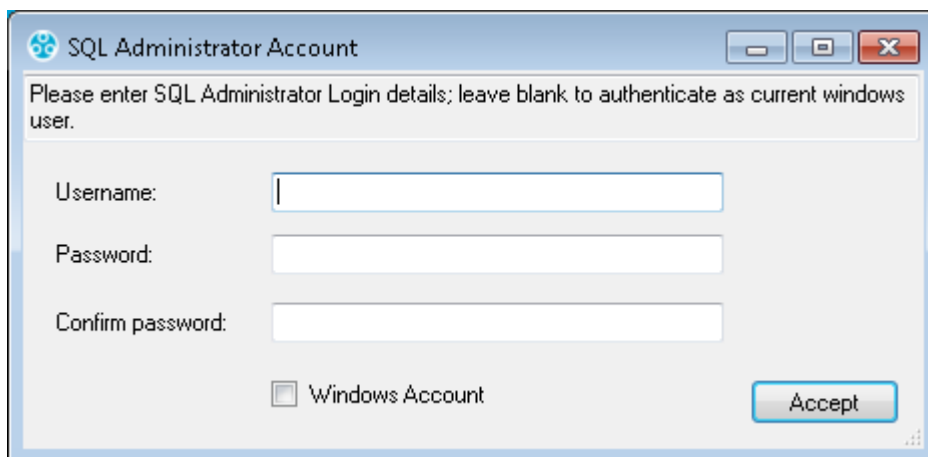 SQL Administrator Account
Please enter SQL Administrator Login details; leave blank to authenticate as current windows
user.
Username:
Password:
Confirm password:
Windows Account
Accept